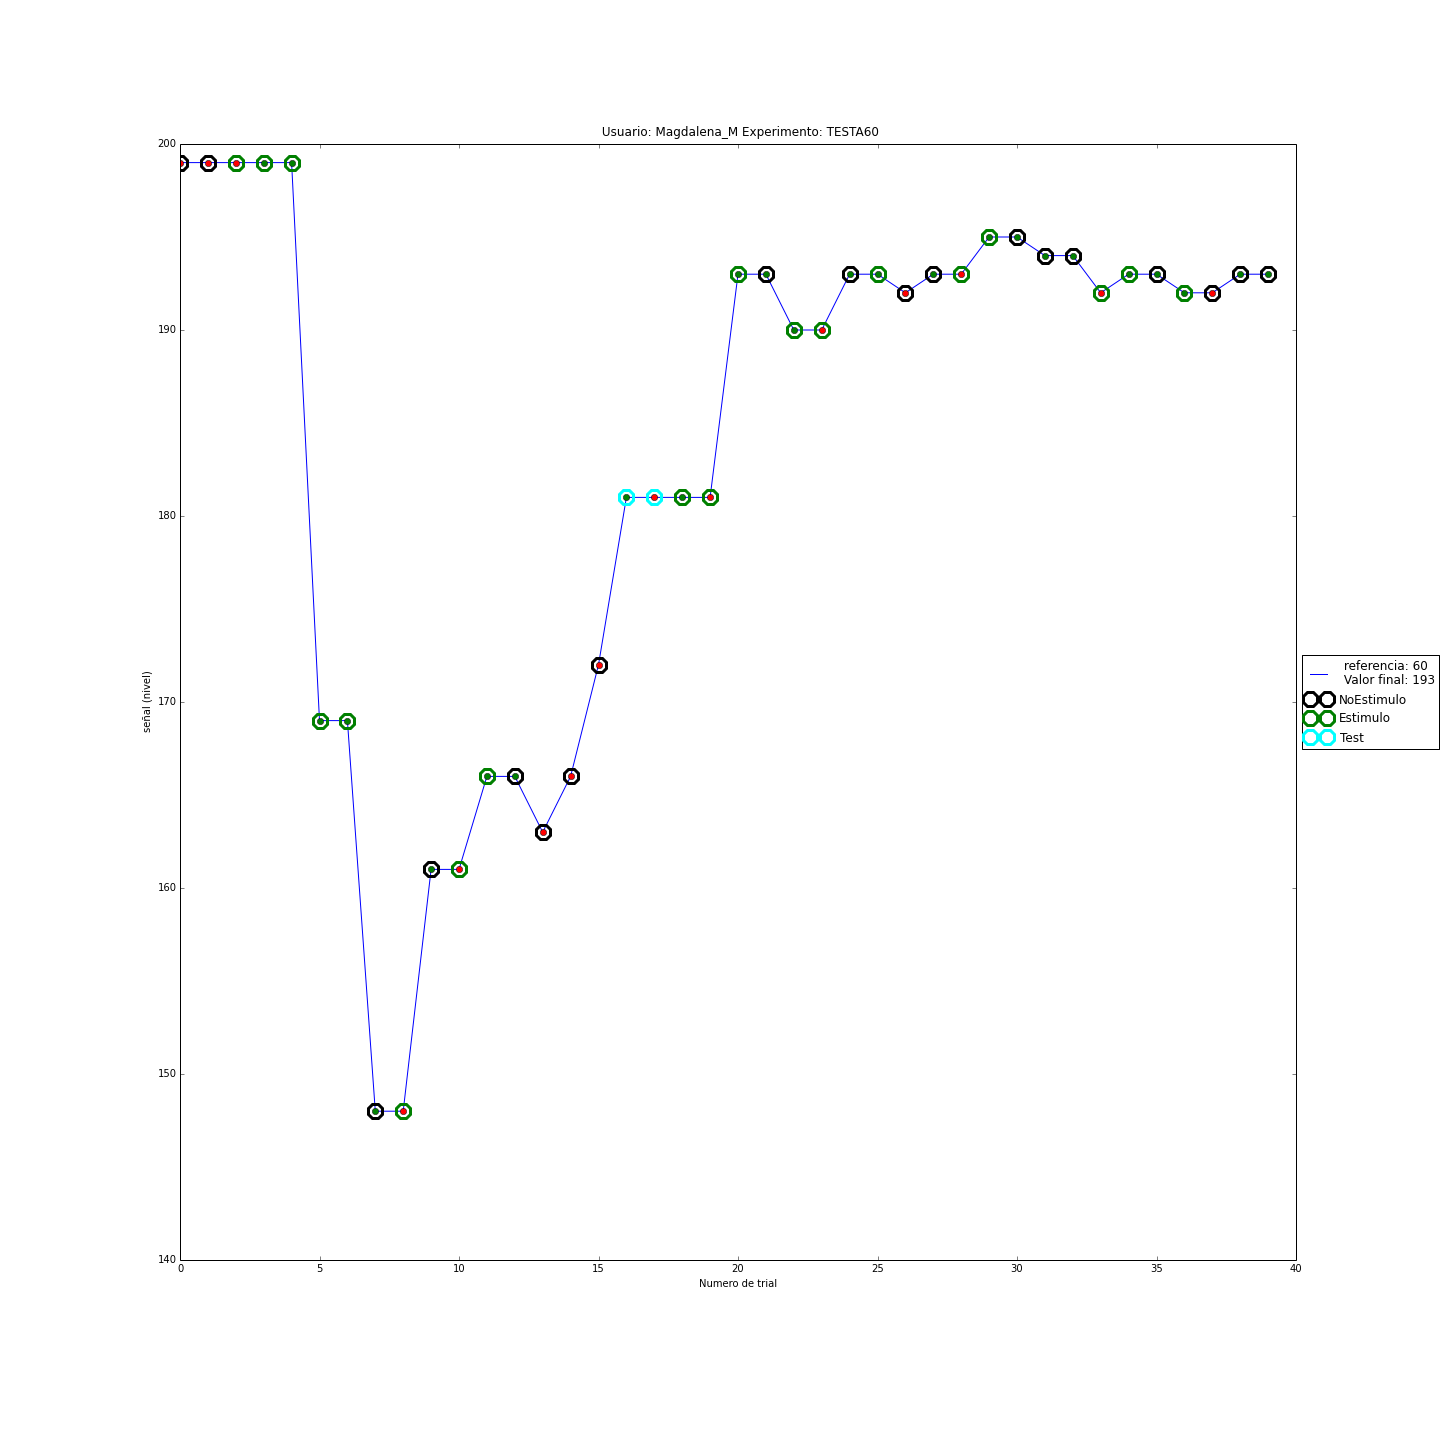 Usuario: Magdalena_M Experimento: TESTA60
200
190
180
170
160
150
140
señal (nivel)
0 5 10 15 20 25 30 35 40
Numero de trial
referencia: 60
Valor final: 193
NoEstimulo
Estimulo
Test